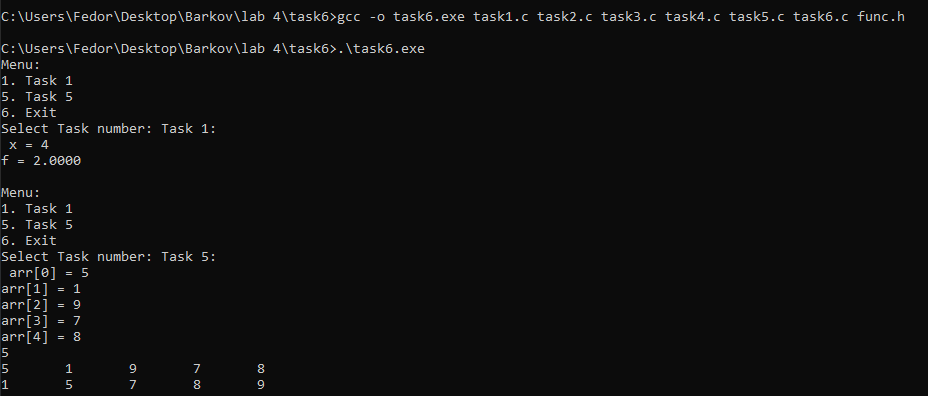 C:\Users\Fedor\Desktop\Barkov\lab 4\task6>gcc -o task6.exe task1.c task2.c task3.c task4.c task5.c task6.c func.h
C:\Users\Fedor\Desktop\Barkov\lab 4\task6>.\task6.exe
Menu:
1. Task 1
5. Task 5
6. Exit
Select Task number: Task 1:
 x = 4
f = 2.0000
Menu:
1. Task 1
5. Task 5
6. Exit
Select Task number: Task 5:
 arr[0] = 5
arr[1] = 1
arr[2] = 9
arr[3] = 7
arr[4] = 8
5
5       1       9       7       8
1       5       7       8       9